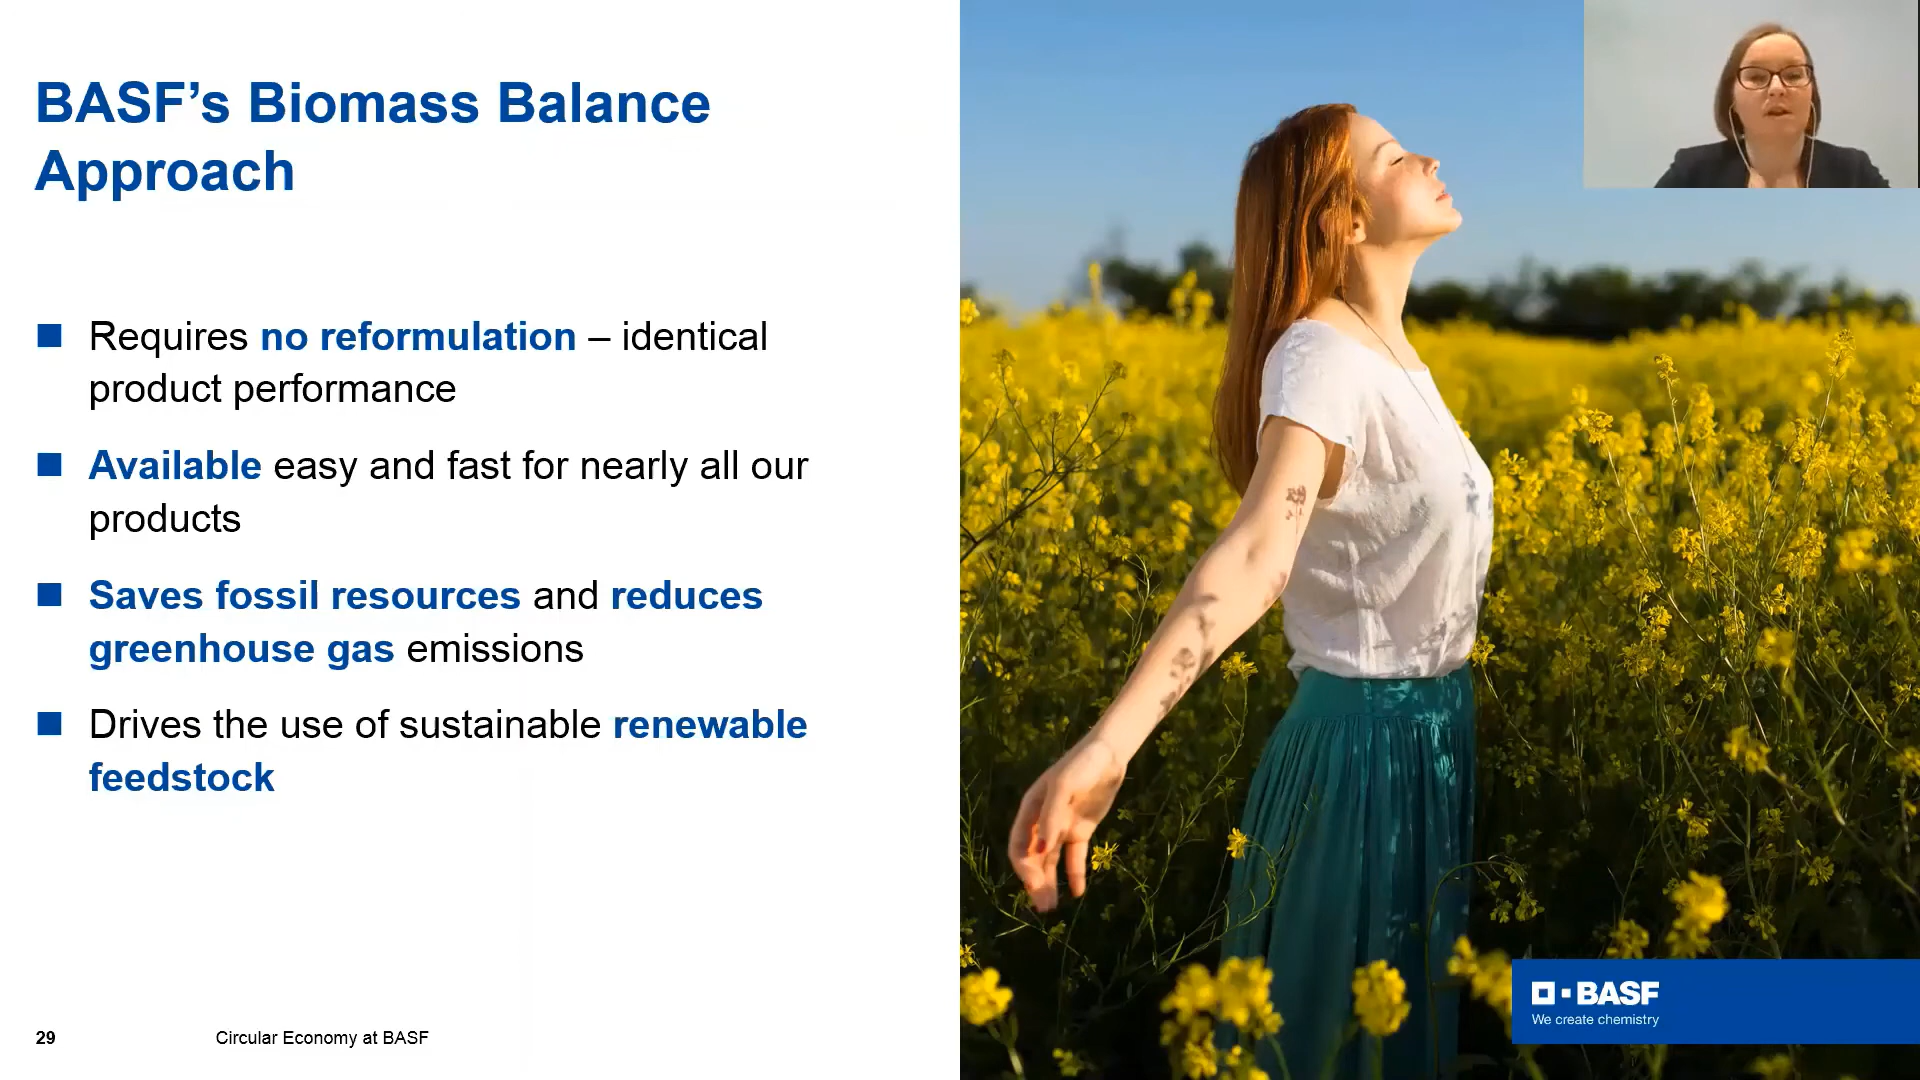 BASF’s Biomass Balance
Approach
Requires no reformulation – identical
product performance
Available easy and fast for nearly all our
products
Saves fossil resources and reduces
greenhouse gas emissions
Drives the use of sustainable renewable
feedstock
BASF
We create chemistry
29 Circular Economy at BASF